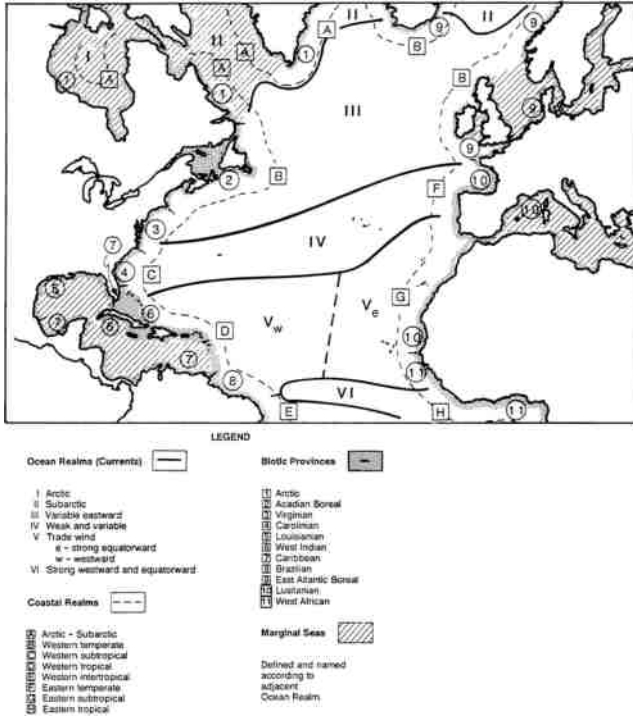 I
II
II
A
A
A
A
B
9
9
1
1
1
III
B
9
9
2
B
F
10
10
3
IV
7
4
C
G
5
6
Vw
Ve
7
6
D
10
7
8
11
VI
E
H
11
LEGEND
Ocean Realms (Currents)
I Arctic
II Subarctic
III Variable eastward
IV Weak and variable
V Trade wind
e - strong equatorward
w - westward
VI Strong westward and equatorward
Coastal Realms
Arctic - Subarctic
Western temperate
Western subtropical
Western tropical
Western intertropical
Eastern temperate
Eastern subtropical
Eastern tropical
Biotic Provinces
1 Arctic
2 Acadian Boreal
3 Virginian
4 Carolinian
5 Louisianian
6 West Indian
7 Caribbean
8 Brazilian
9 East Atlantic Boreal
10 Lusitanian
11 West African
Marginal Seas
Defined and named
according to
adjacent
Ocean Realm.